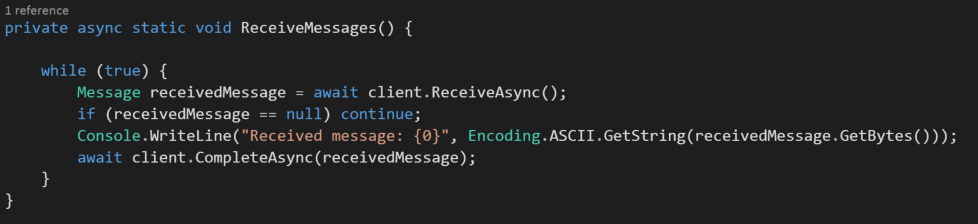 1 reference
private async static void ReceiveMessages() {
while (true) {
Message receivedMessage = await client.ReceiveAsync();
if (receivedMessage == null) continue;
Console.WriteLine("Received message: {0}", Encoding.ASCII.GetString(receivedMessage.GetBytes()));
await client.CompleteAsync(receivedMessage);
}
}